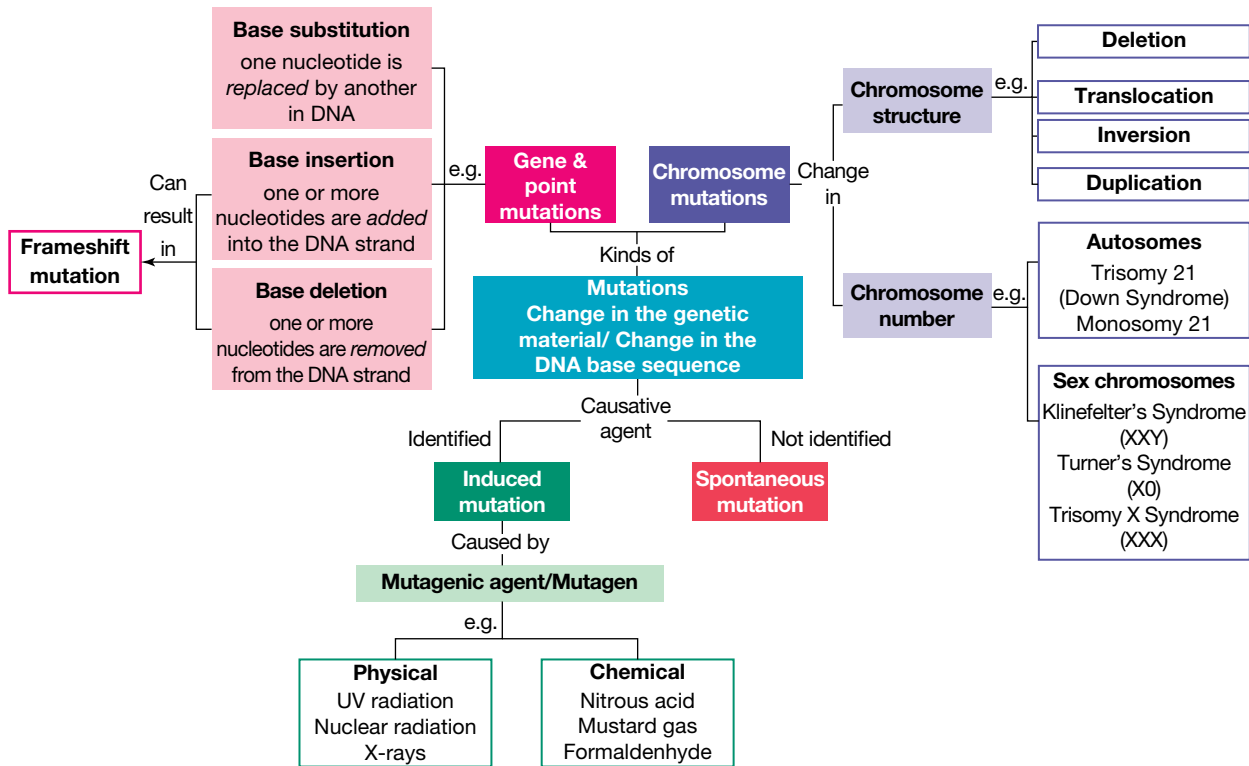 Base substitution
one nucleotide is
replaced by another
in DNA
Base insertion
one or more
nucleotides are added
into the DNA strand
Base deletion
one or more
nucleotides are removed
from the DNA strand
Can
result
in
Frameshift
mutation
e.g.
Gene &
point
mutations
Chromosome
mutations
Change
in
Chromosome
structure
e.g.
Deletion
Translocation
Inversion
Duplication
Chromosome
number
e.g.
Autosomes
Trisomy 21
(Down Syndrome)
Monosomy 21
Sex chromosomes
Klinefelter's Syndrome
(XXY)
Turner's Syndrome
(X0)
Trisomy X Syndrome
(XXX)
Kinds of
Mutations
Change in the genetic
material/ Change in the
DNA base sequence
Causative
agent
Identified
Not identified
Induced
mutation
Spontaneous
mutation
Caused by
Mutagenic agent/Mutagen
e.g.
Physical
UV radiation
Nuclear radiation
X-rays
Chemical
Nitrous acid
Mustard gas
Formaldenhyde